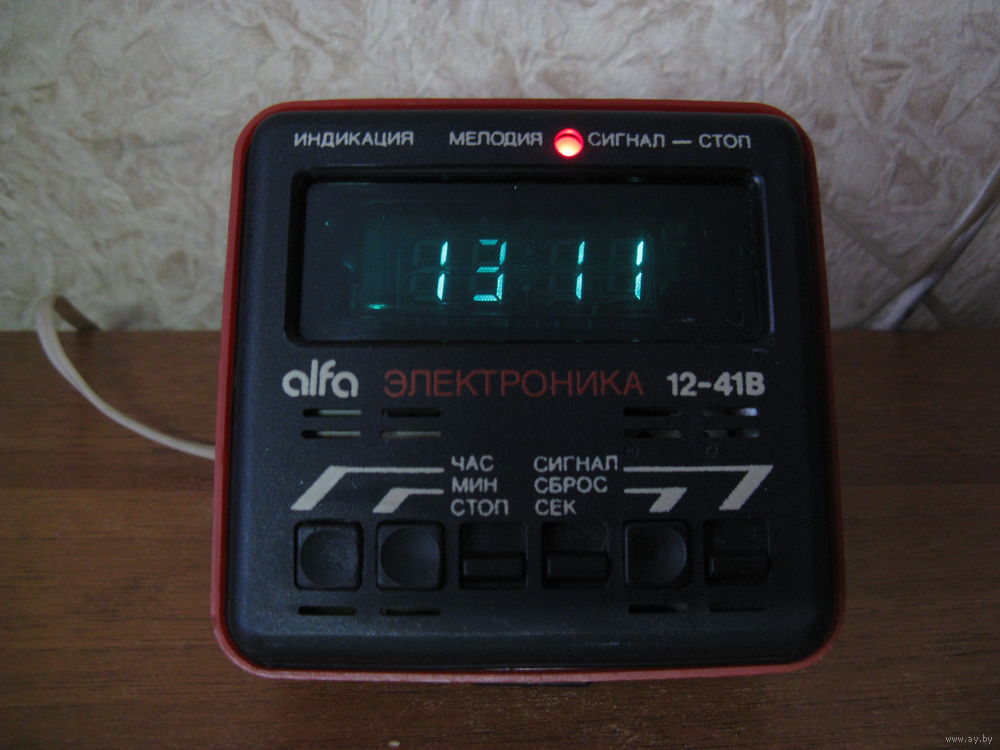 ИНДИКАЦИЯ МЕЛОДИЯ СИГНАЛ — СТОП
13 11
alfa ЭЛЕКТРОНИКА 12-41В
ЧАС СИГНАЛ
МИН СБРОС
СТОП СЕК
www.ay.by